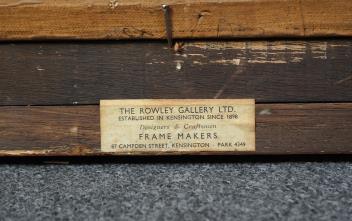 THE ROWLEY GALLERY LTD.
ESTABLISHED IN KENSINGTON SINCE 1898
Designers & Craftsmen
FRAME MAKERS
87 CAMPDEN STREET, KENSINGTON - PARK 4349